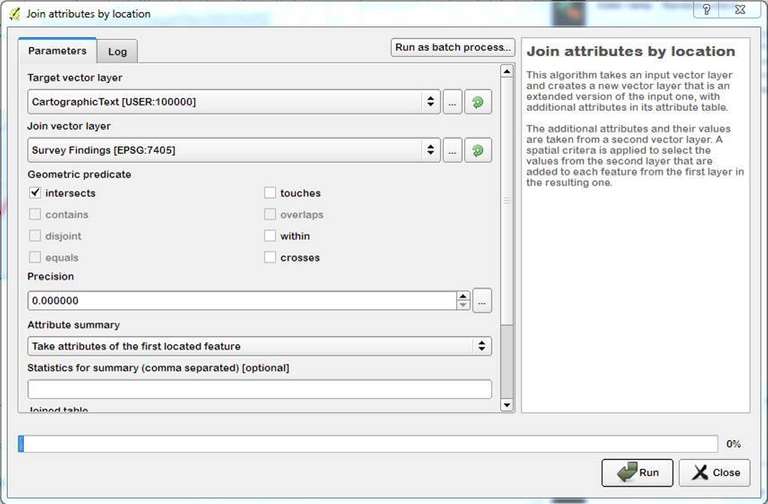 Join attributes by location
Parameters
Log
Run as batch process...
Target vector layer
CartographicText [USER:100000]
...
Join vector layer
Survey Findings [EPSG:7405]
...
Geometric predicate
intersects
touches
contains
overlaps
disjoint
within
equals
crosses
Precision
0.000000
...
Attribute summary
Take attributes of the first located feature
Statistics for summary (comma separated) [optional]
Joined table
Join attributes by location
This algorithm takes an input vector layer
and creates a new vector layer that is an
extended version of the input one, with
additional attributes in its attribute table.
The additional attributes and their values
are taken from a second vector layer. A
spatial critera is applied to select the
values from the second layer that are
added to each feature from the first layer in
the resulting one.
0%
Run
Close